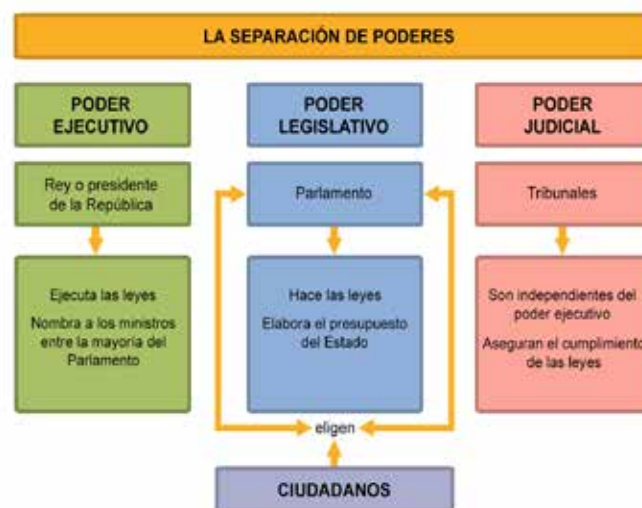 LA SEPARACIÓN DE PODERES
PODER
EJECUTIVO
Rey o presidente
de la República
Ejecuta las leyes
Nombra a los ministros
entre la mayoría del
Parlamento
PODER
LEGISLATIVO
Parlamento
Hace las leyes
Elabora el presupuesto
del Estado
PODER
JUDICIAL
Tribunales
Son independientes del
poder ejecutivo
Aseguran el cumplimiento
de las leyes
eligen
CIUDADANOS